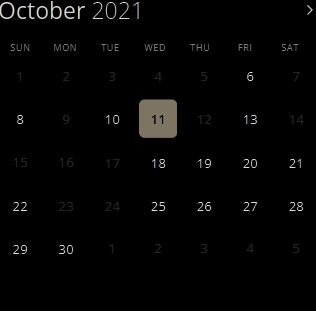 October 2021
SUN MON TUE WED THU FRI SAT
1 2 3 4 5 6 7
8 9 10 11 12 13 14
15 16 17 18 19 20 21
22 23 24 25 26 27 28
29 30 1 2 3 4 5